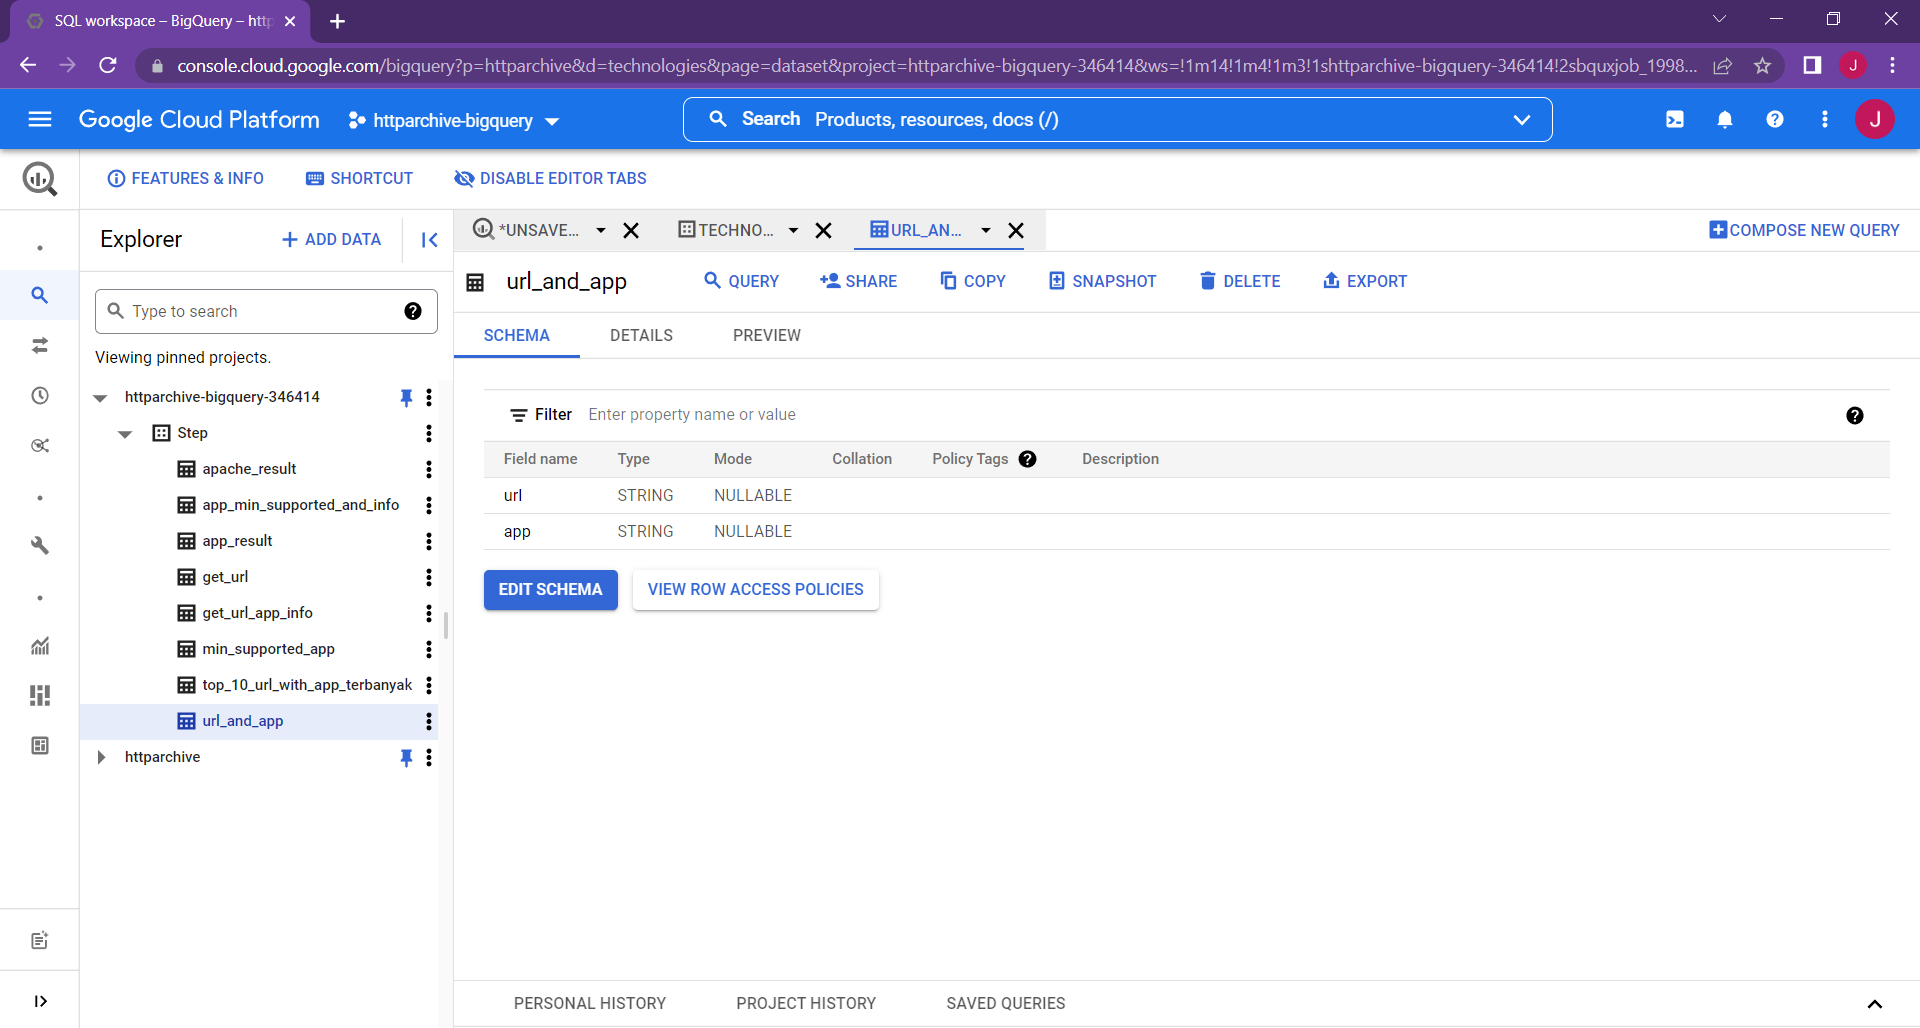 SQL workspace – BigQuery – http
console.cloud.google.com/bigquery?p=httparchive&d=technologies&page=dataset&project=httparchive-bigquery-346414&ws=!1m14!1m4!1m3!1shttparchive-bigquery-346414!2sbquxjob_1998...
J
Google Cloud Platform
httparchive-bigquery
Search Products, resources, docs (/)
J
FEATURES & INFO
SHORTCUT
DISABLE EDITOR TABS
Explorer
ADD DATA
*UNSAVE...
TECHNO...
URL_AN...
COMPOSE NEW QUERY
Type to search
Viewing pinned projects.
httparchive-bigquery-346414
Step
apache_result
app_min_supported_and_info
app_result
get_url
get_url_app_info
min_supported_app
top_10_url_with_app_terbanyak
url_and_app
httparchive
url_and_app
QUERY
SHARE
COPY
SNAPSHOT
DELETE
EXPORT
SCHEMA
DETAILS
PREVIEW
Filter Enter property name or value
Field name Type Mode Collation Policy Tags Description
url STRING NULLABLE
app STRING NULLABLE
EDIT SCHEMA
VIEW ROW ACCESS POLICIES
PERSONAL HISTORY
PROJECT HISTORY
SAVED QUERIES